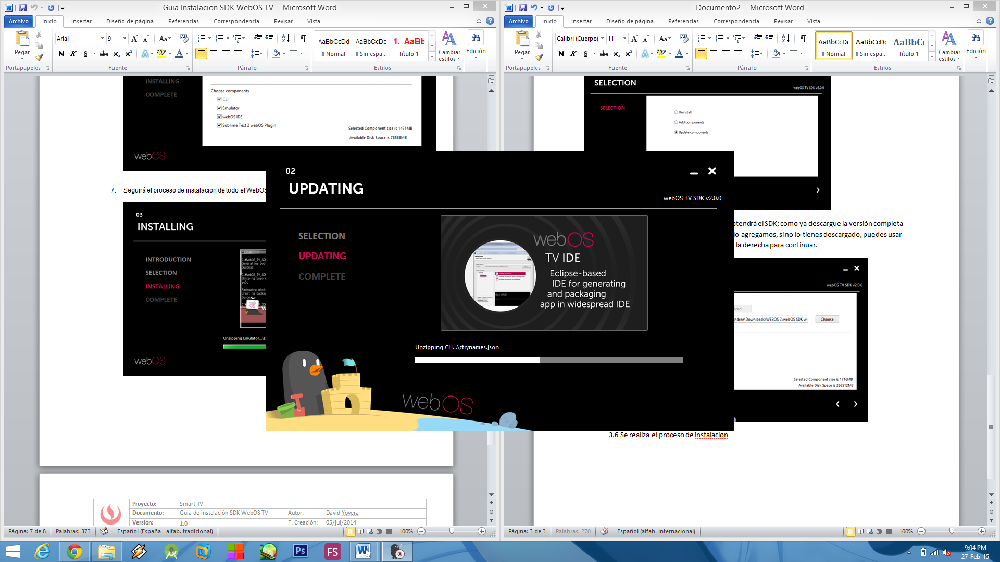 Guia Instalacion SDK WebOS TV - Microsoft Word
Archivo Inicio Insertar Diseño de página Referencias Correspondencia Revisar Vista
Arial 9
AaBbCcDd AaBbCcDd 1. AaBb
Pegar
¶ Normal ¶ Sin espa... Título 1
Cambiar estilos
Edición
Portapapeles Fuente Párrafo Estilos
INSTALLING
COMPLETE
Choose components
CLI
Emulator
webOS IDE
Sublime Text 2 webOS Plugin
Selected Component size is 1471MB
Available Disk Space is 78588MB
webOS
7. Seguirá el proceso de instalacion de todo el WebOS
03
INSTALLING
INTRODUCTION
SELECTION
INSTALLING
COMPLETE
Unzipping Emulator...\L
webOS
Proyecto: Smart TV
Documento: Guía de instalación SDK WebOS TV Autor: David Yovera
Versión: 1.0 F. Creación: 05/jul/2014
Página: 7 de 8 Palabras: 373 Español (España - alfab. tradicional) 100%
Documento2 - Microsoft Word
Archivo Inicio Insertar Diseño de página Referencias Correspondencia Revisar Vista
Calibri (Cuerpo) 11
AaBbCcDc AaBbCcDc AaBbCc
Pegar
¶ Normal ¶ Sin espa... Título 1
Cambiar estilos
Edición
Portapapeles Fuente Párrafo Estilos
SELECTION
webOS TV SDK v2.0.0
SELECTION
Uninstall
Add components
Update components
btendrá el SDK; como ya descargue la versión completa
lo agregamos, si no lo tienes descargado, puedes usar
la derecha para continuar.
webOS TV SDK v2.0.0
ndree\Downloads\WEBOS 2\webOS SDK wi
Choose
Selected Component size is 1716MB
Available Disk Space is 266512MB
3.6 Se realiza el proceso de instalacion
Página: 3 de 3 Palabras: 270 Español (alfab. internacional) 100%
02
UPDATING
webOS TV SDK v2.0.0
SELECTION
UPDATING
COMPLETE
webOS
TV IDE
Eclipse-based
IDE for generating
and packaging
app in widespread IDE
Unzipping CLI...\ctrynames.json
webOS
Ps
FS
9:04 PM
27-Feb-15